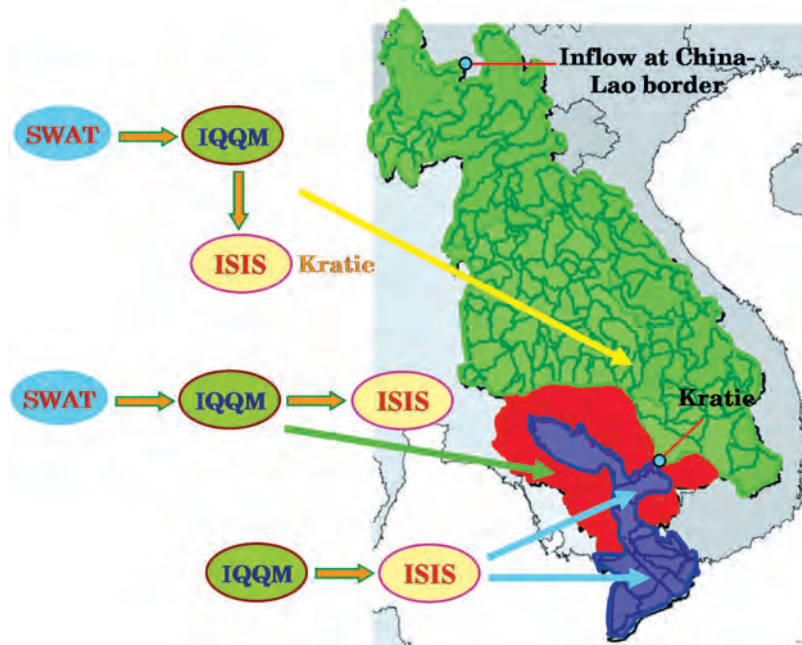 Inflow at China-
Lao border
SWAT
IQQM
ISIS
Kratie
SWAT
IQQM
ISIS
Kratie
IQQM
ISIS